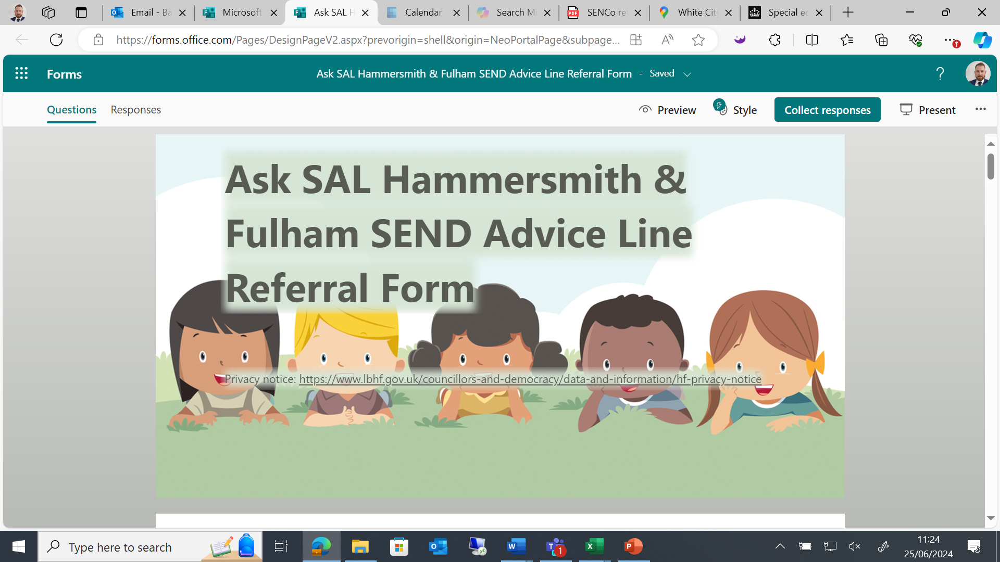 Email - Ba
Microsoft
Ask SAL H
Calendar
Search Mi
SENCo re
White City
Special ed
https://forms.office.com/Pages/DesignPageV2.aspx?prevorigin=shell&origin=NeoPortalPage&subpage...
Forms
Ask SAL Hammersmith & Fulham SEND Advice Line Referral Form - Saved
?
Questions
Responses
Preview
Style
Collect responses
Present
Ask SAL Hammersmith &
Fulham SEND Advice Line
Referral Form
Privacy notice: https://www.lbhf.gov.uk/councillors-and-democracy/data-and-information/hf-privacy-notice
Type here to search
1
11:24
25/06/2024